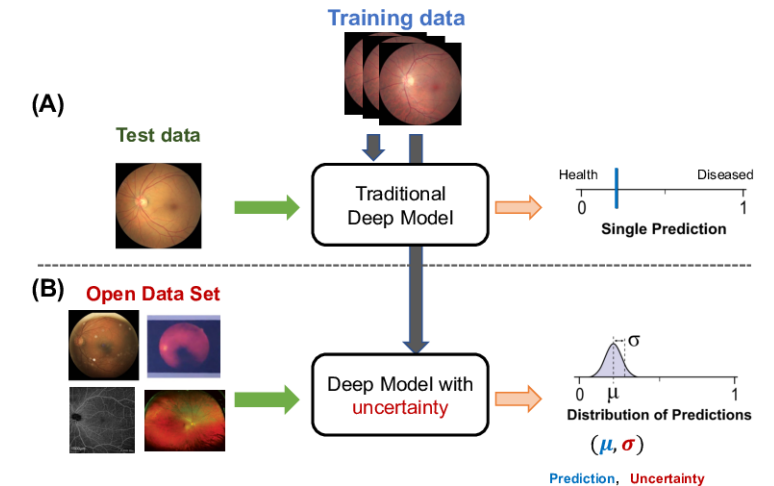 Training data
(A)
Test data
Traditional
Deep Model
Health Diseased
0 1
Single Prediction
(B)
Open Data Set
Deep Model with
uncertainty
σ
0 μ 1
Distribution of Predictions
(μ, σ)
Prediction, Uncertainty